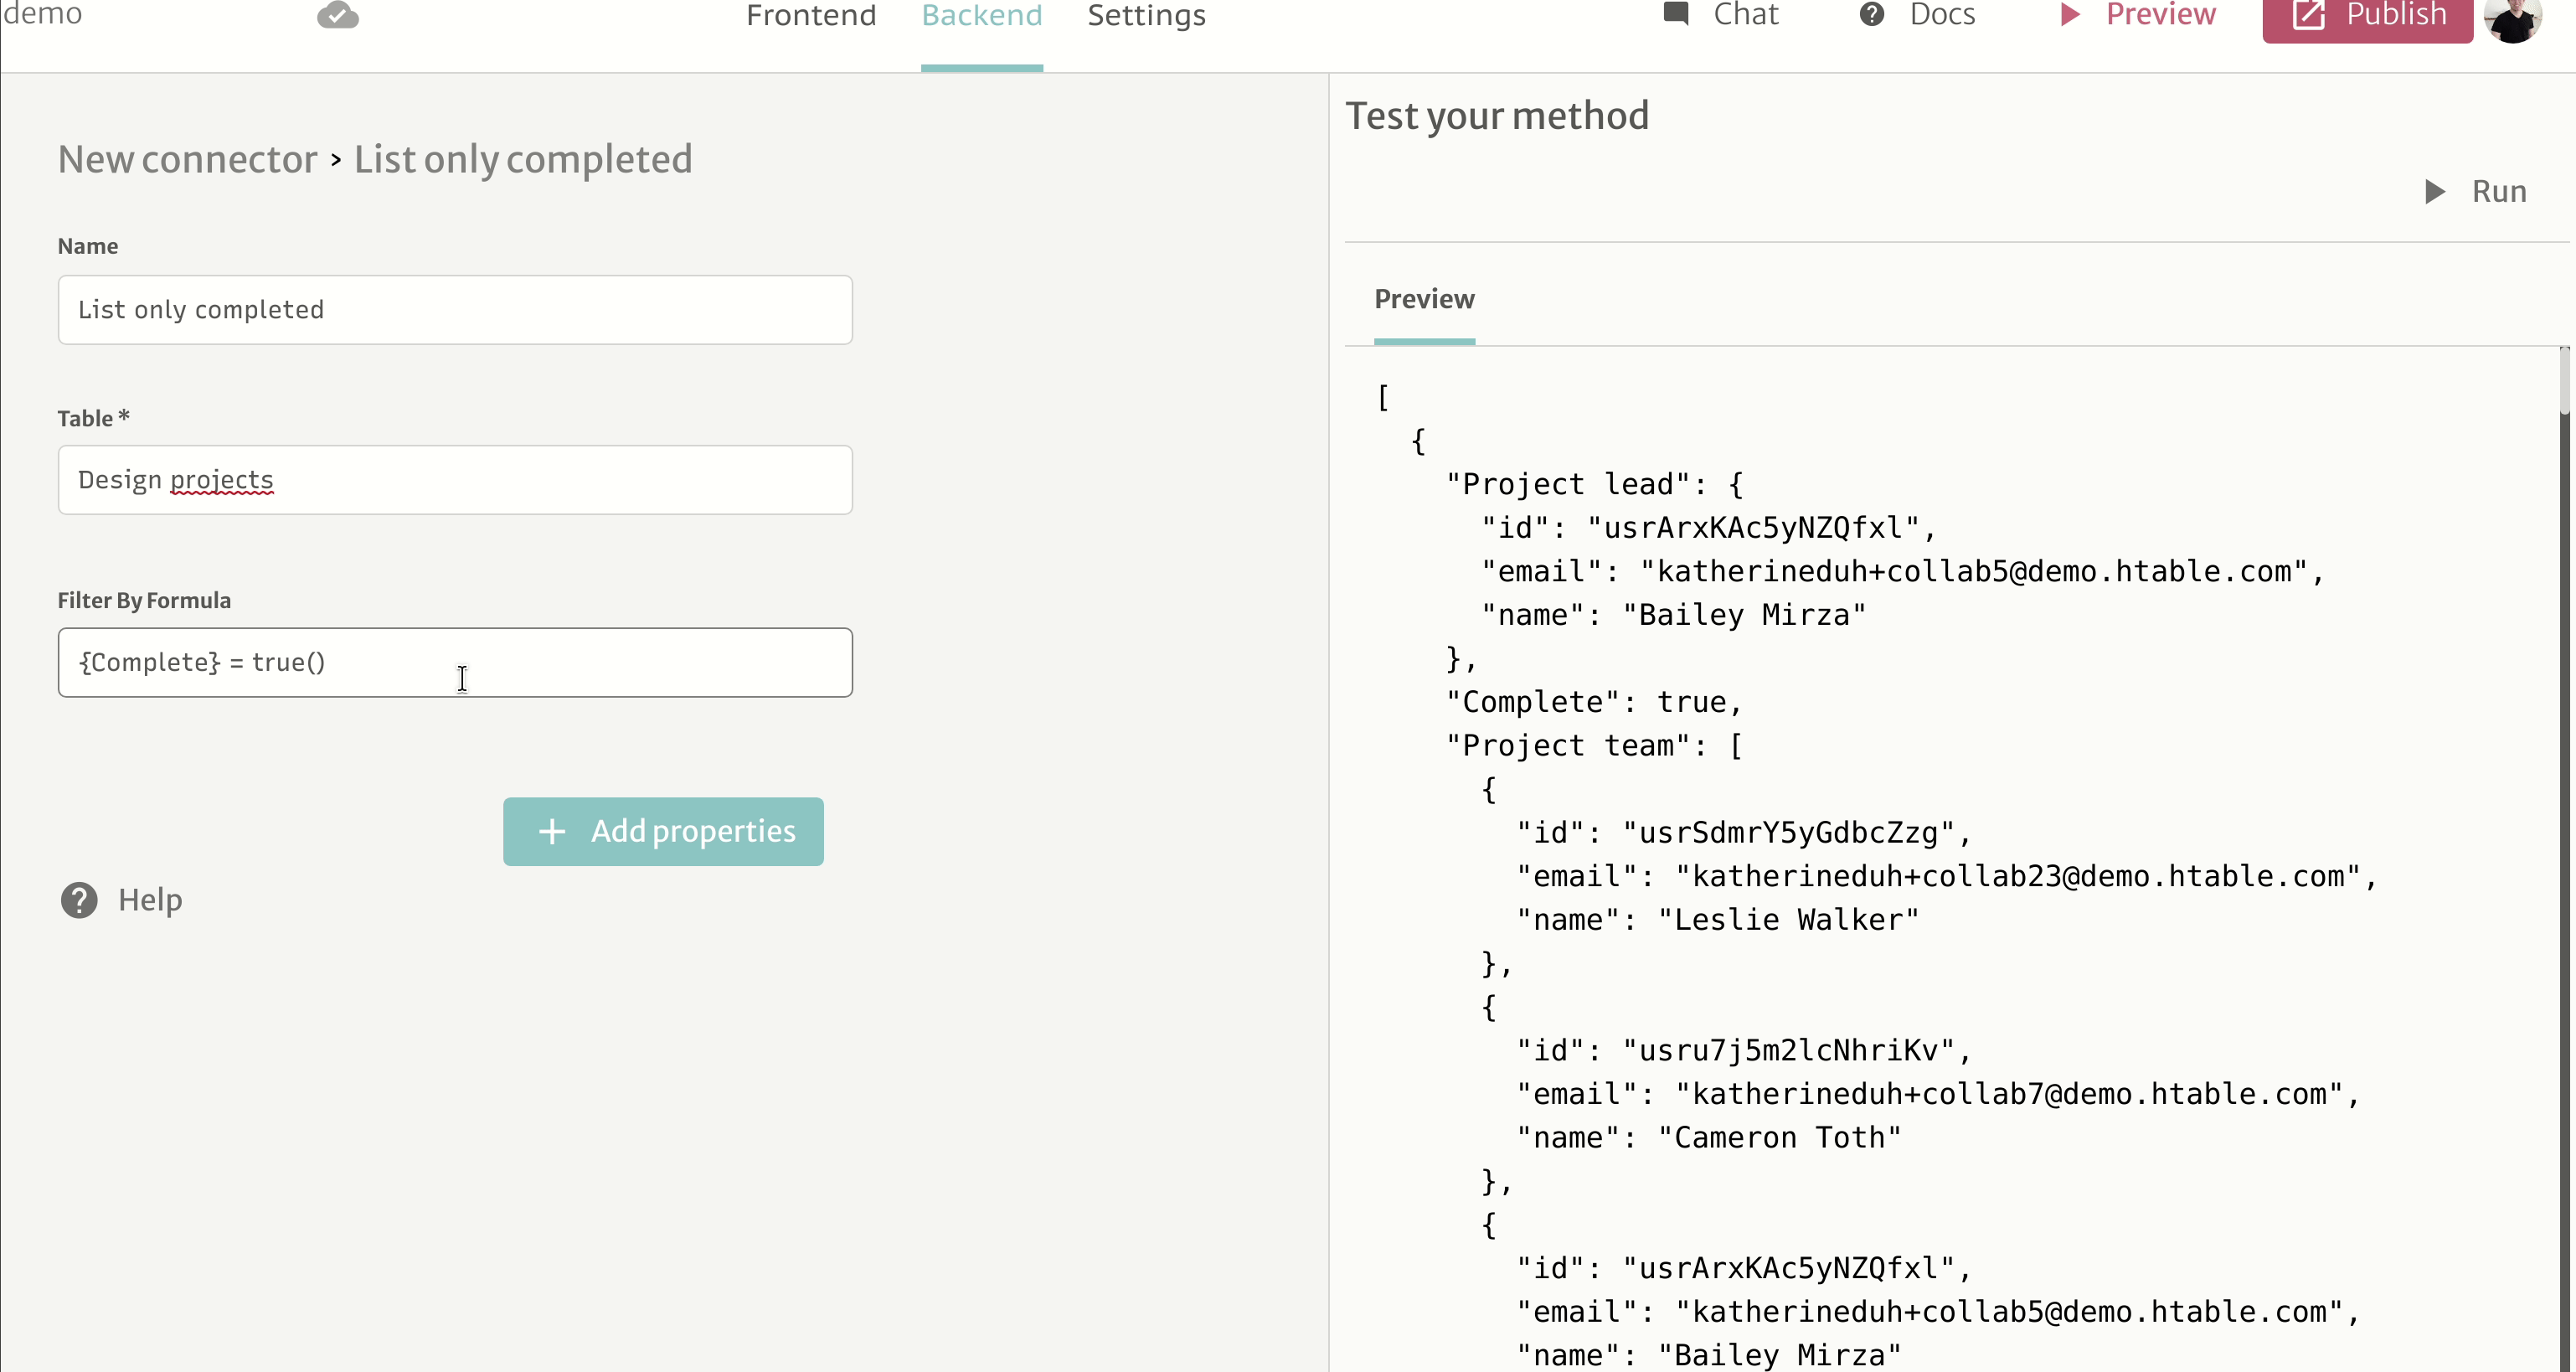 demo
Frontend Backend Settings
Chat Docs Preview Publish
New connector > List only completed
Name
List only completed
Table *
Design projects
Filter By Formula
{Complete} = true()
+ Add properties
? Help
Test your method
Run
Preview
[
{
"Project lead": {
"id": "usrArxKAc5yNZQfxl",
"email": "katherineduh+collab5@demo.htable.com",
"name": "Bailey Mirza"
},
"Complete": true,
"Project team": [
{
"id": "usrSdmrY5yGdbcZzg",
"email": "katherineduh+collab23@demo.htable.com",
"name": "Leslie Walker"
},
{
"id": "usru7j5m2lcNhriKv",
"email": "katherineduh+collab7@demo.htable.com",
"name": "Cameron Toth"
},
{
"id": "usrArxKAc5yNZQfxl",
"email": "katherineduh+collab5@demo.htable.com",
"name": "Bailey Mirza"